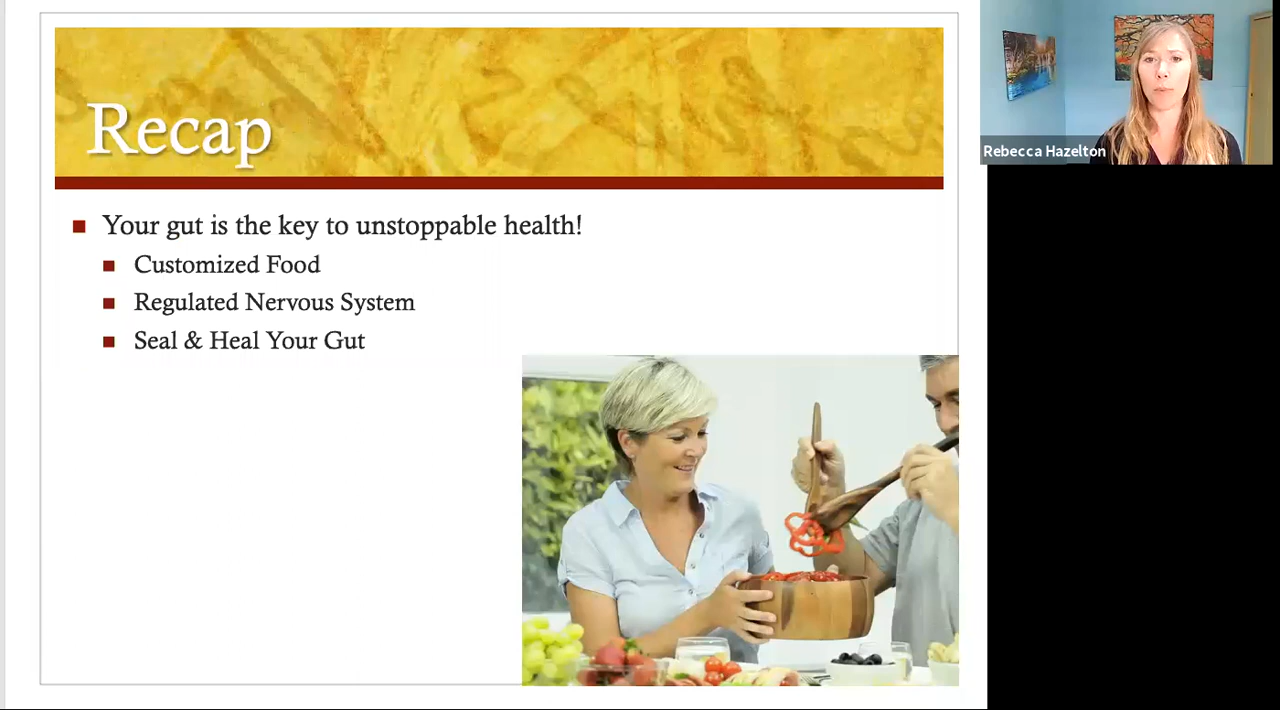 Recap
Your gut is the key to unstoppable health!
Customized Food
Regulated Nervous System
Seal & Heal Your Gut
Rebecca Hazelton